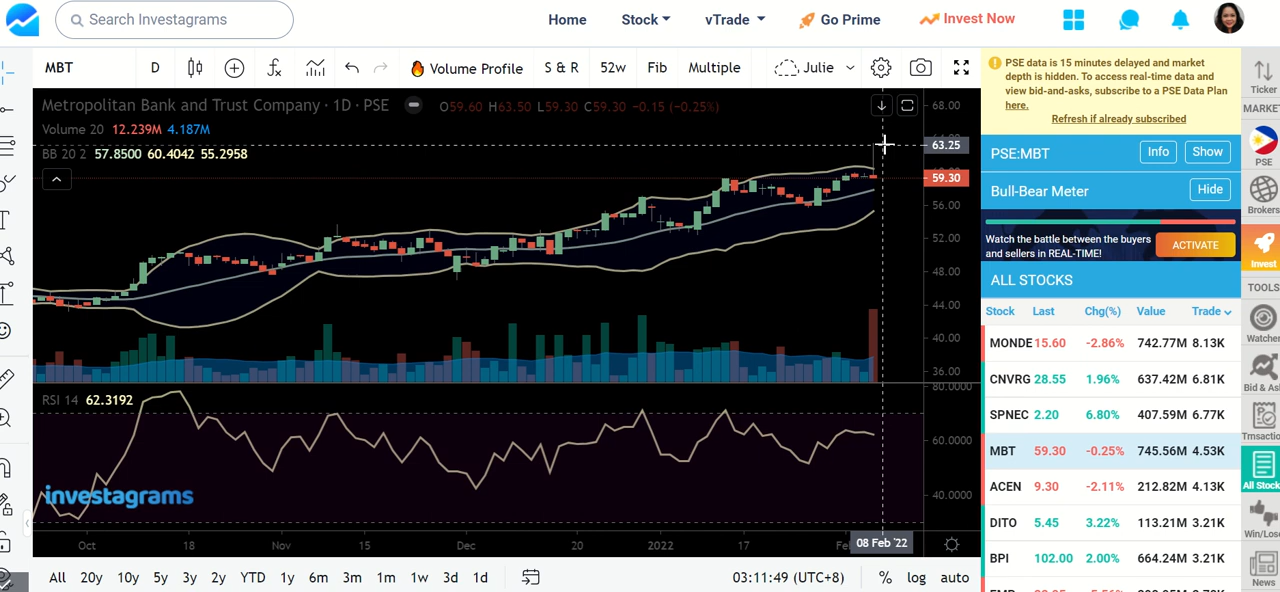 Search Investagrams
Home
Stock
vTrade
Go Prime
Invest Now
MBT
D
Volume Profile
S & R
52w
Fib
Multiple
Julie
PSE data is 15 minutes delayed and market
depth is hidden. To access real-time data and
view bid-and-asks, subscribe to a PSE Data Plan
here.
Refresh if already subscribed
Ticker
MARKE
Metropolitan Bank and Trust Company · 1D · PSE
O59.60 H63.50 L59.30 C59.30 −0.15 (−0.25%)
Volume 20 12.239M 4.187M
BB 20 2 57.8500 60.4042 55.2958
68.00
63.25
59.30
56.00
52.00
48.00
44.00
40.00
36.00
80.0000
60.0000
40.0000
RSI 14 62.3192
investagrams
Oct
18
Nov
15
Dec
20
2022
17
08 Feb '22
All
20y
10y
5y
3y
2y
YTD
1y
6m
3m
1m
1w
3d
1d
03:11:49 (UTC+8)
%
log
auto
PSE:MBT
Info
Show
Bull-Bear Meter
Hide
Watch the battle between the buyers
and sellers in REAL-TIME!
ACTIVATE
ALL STOCKS
Stock Last Chg(%) Value Trade
MONDE 15.60 -2.86% 742.77M 8.13K
CNVRG 28.55 1.96% 637.42M 6.81K
SPNEC 2.20 6.80% 407.59M 6.77K
MBT 59.30 -0.25% 745.56M 4.53K
ACEN 9.30 -2.11% 212.82M 4.13K
DITO 5.45 3.22% 113.21M 3.21K
BPI 102.00 2.00% 664.24M 3.21K
PSE
Brokers
Invest
TOOLS
Watcher
Bid & As
Trnsactio
All Stock
Win/Los
News